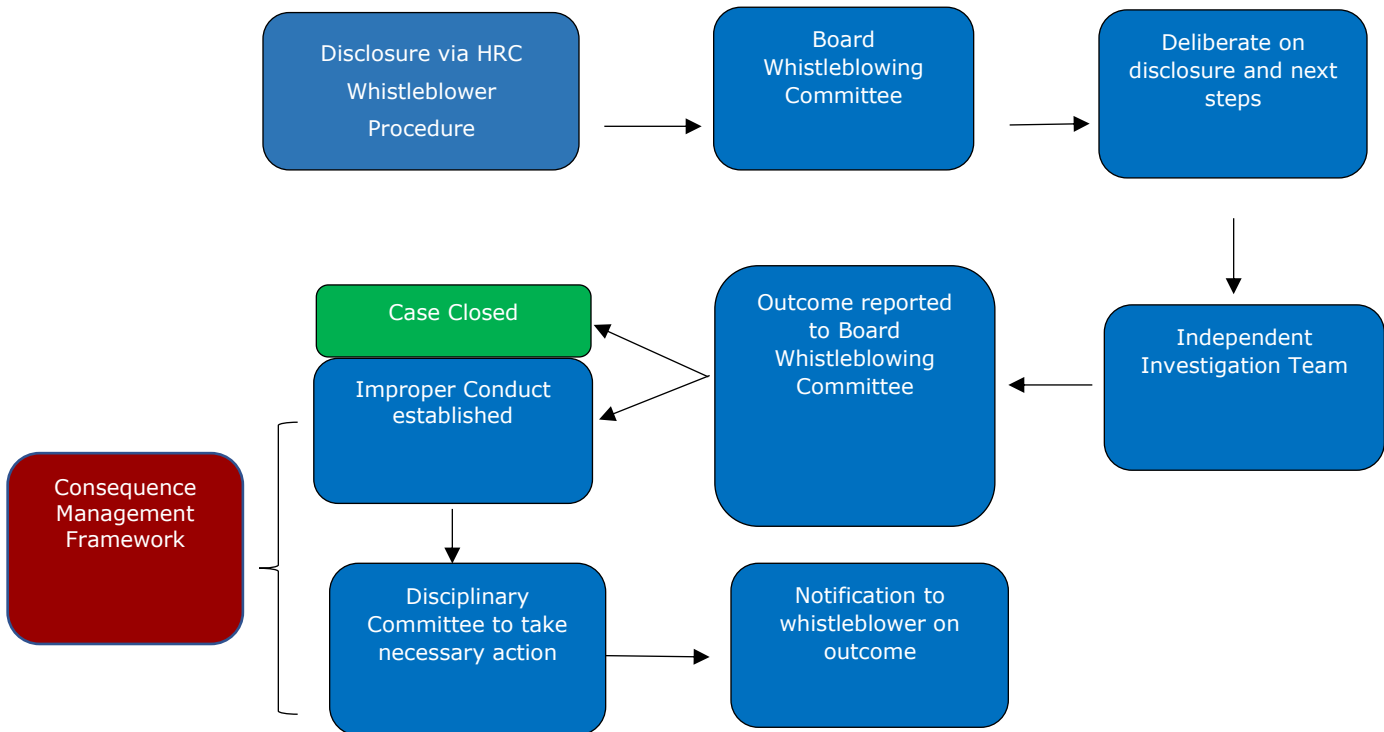 Disclosure via HRC
Whistleblower
Procedure
Board
Whistleblowing
Committee
Deliberate on
disclosure and next
steps
Independent
Investigation Team
Outcome reported
to Board
Whistleblowing
Committee
Case Closed
Improper Conduct
established
Consequence
Management
Framework
Disciplinary
Committee to take
necessary action
Notification to
whistleblower on
outcome